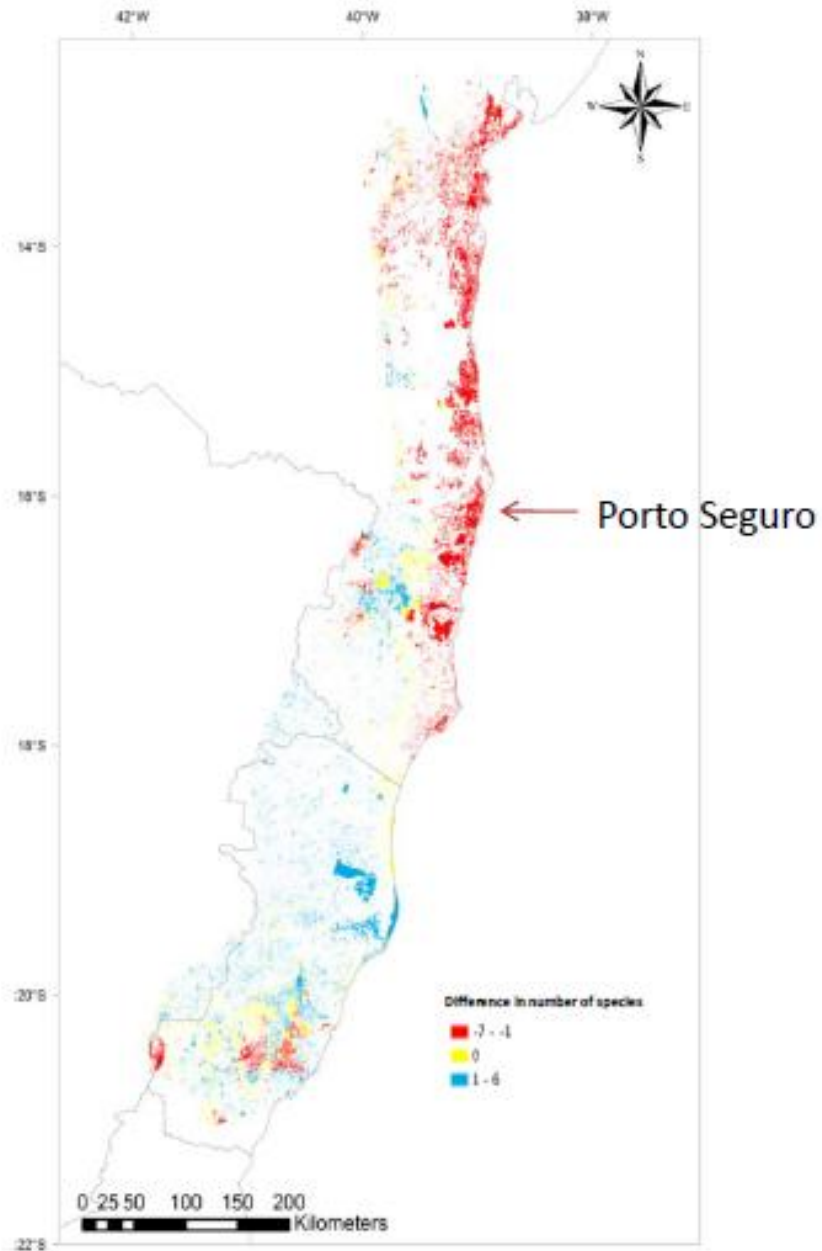 42°W 40°W 38°W
N
W E
S
14°S
16°S
Porto Seguro
18°S
20°S
Difference in number of species
-7 - -1
0
1 - 6
0 25 50 100 150 200
Kilometers
22°S